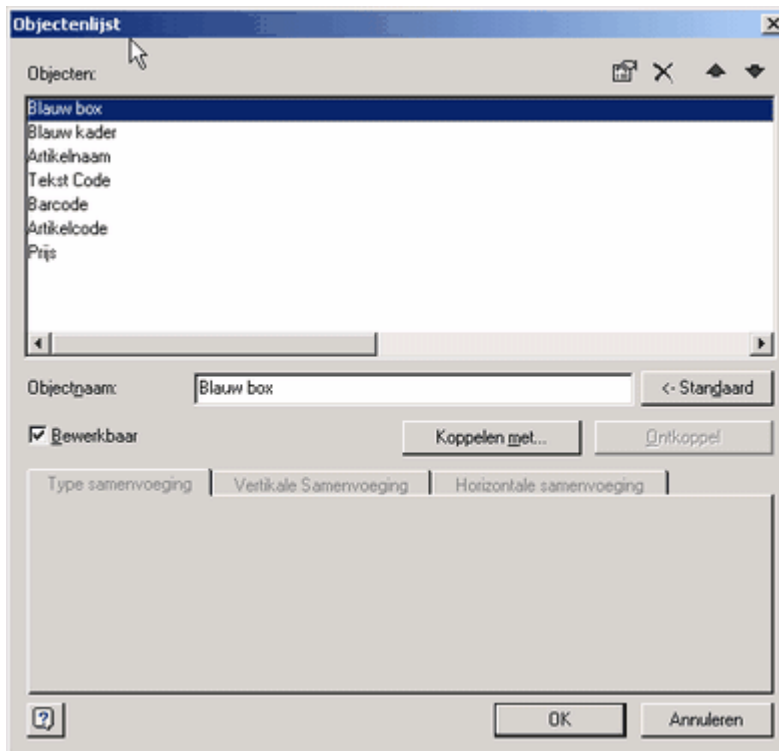 Objectenlijst
Objecten:
Blauw box
Blauw kader
Artikelnaam
Tekst Code
Barcode
Artikelcode
Prijs
Objectnaam: Blauw box <- Standaard
Bewerkbaar Koppelen met... Ontkoppel
Type samenvoeging Vertikale Samenvoeging Horizontale samenvoeging
OK Annuleren